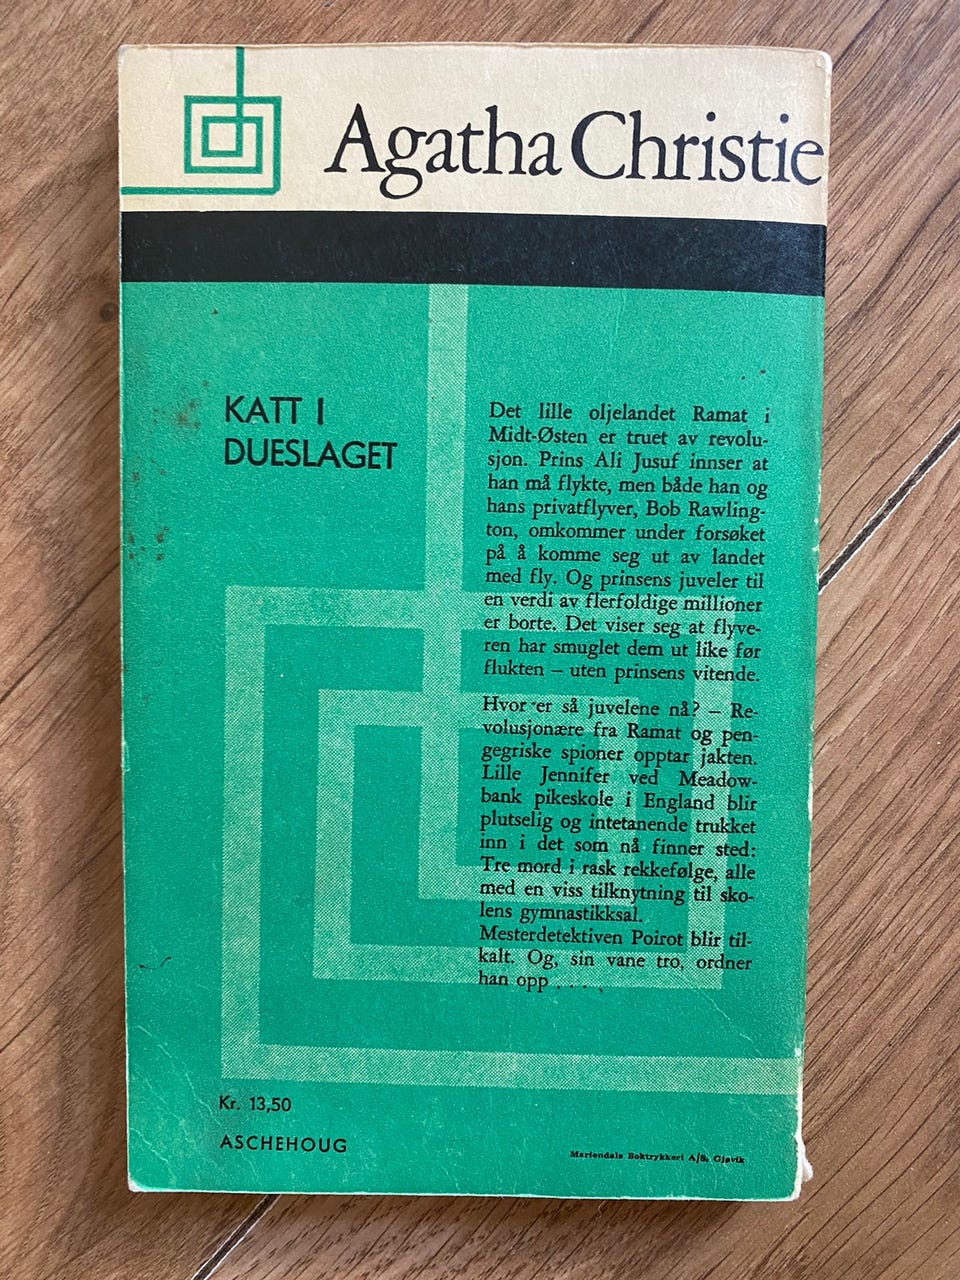 Agatha Christie
KATT I
DUESLAGET
Det lille oljelandet Ramat i
Midt-Østen er truet av revolu-
sjon. Prins Ali Jusuf innser at
han må flykte, men både han og
hans privatflyver, Bob Rawling-
ton, omkommer under forsøket
på å komme seg ut av landet
med fly. Og prinsens juveler til
en verdi av flerfoldige millioner
er borte. Det viser seg at flyve-
ren har smuglet dem ut like før
flukten – uten prinsens vitende.
Hvor er så juvelene nå? – Re-
volusjonære fra Ramat og pen-
gegriske spioner opptar jakten.
Lille Jennifer ved Meadow-
bank pikeskole i England blir
plutselig og intetanende trukket
inn i det som nå finner sted:
Tre mord i rask rekkefølge, alle
med en viss tilknytning til sko-
lens gymnastikksal.
Mesterdetektiven Poirot blir til-
kalt. Og, sin vane tro, ordner
han opp . . . .
Kr. 13,50
ASCHEHOUG
Mariendals Boktrykkeri A/S, Gjøvik